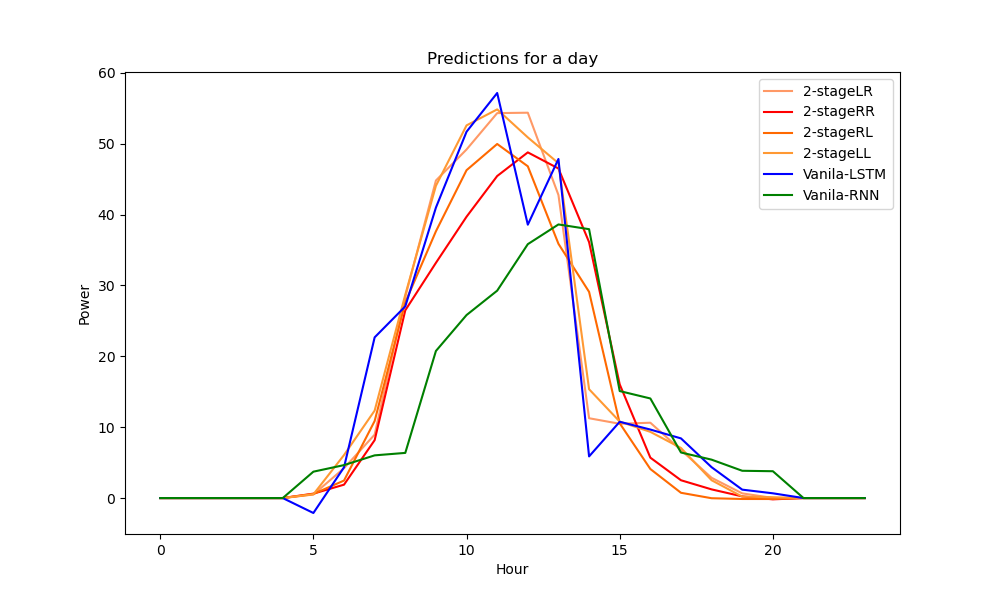 Predictions for a day
60
50
40
30
20
10
0
Power
0
5
10
15
20
Hour
2-stageLR
2-stageRR
2-stageRL
2-stageLL
Vanila-LSTM
Vanila-RNN